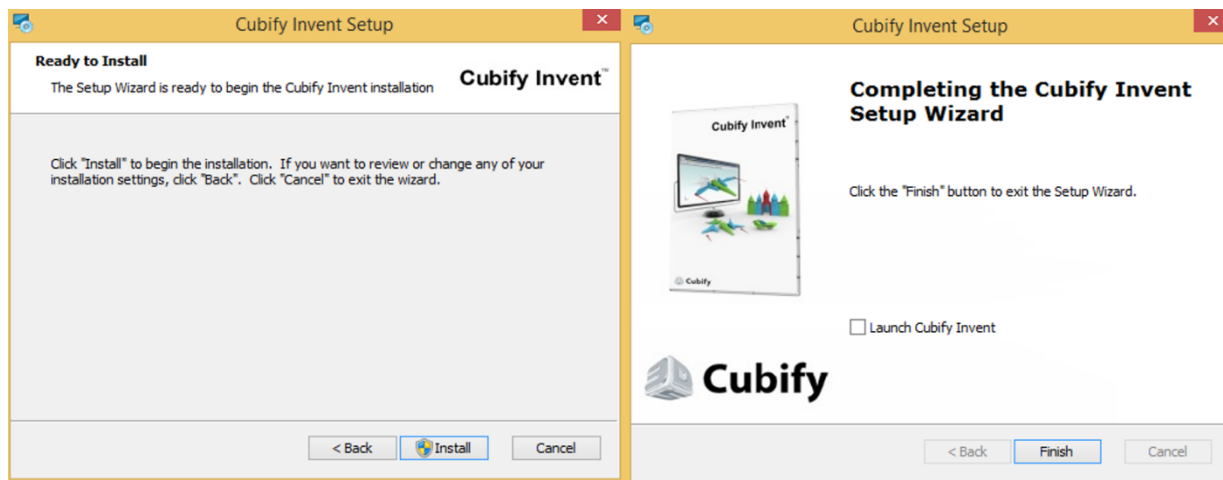 Cubify Invent Setup
Ready to Install
The Setup Wizard is ready to begin the Cubify Invent installation
Cubify Invent™
Click "Install" to begin the installation. If you want to review or change any of your
installation settings, click "Back". Click "Cancel" to exit the wizard.
< Back
Install
Cancel
Cubify Invent Setup
Cubify Invent
Cubify
Cubify
Completing the Cubify Invent
Setup Wizard
Click the "Finish" button to exit the Setup Wizard.
Launch Cubify Invent
< Back
Finish
Cancel